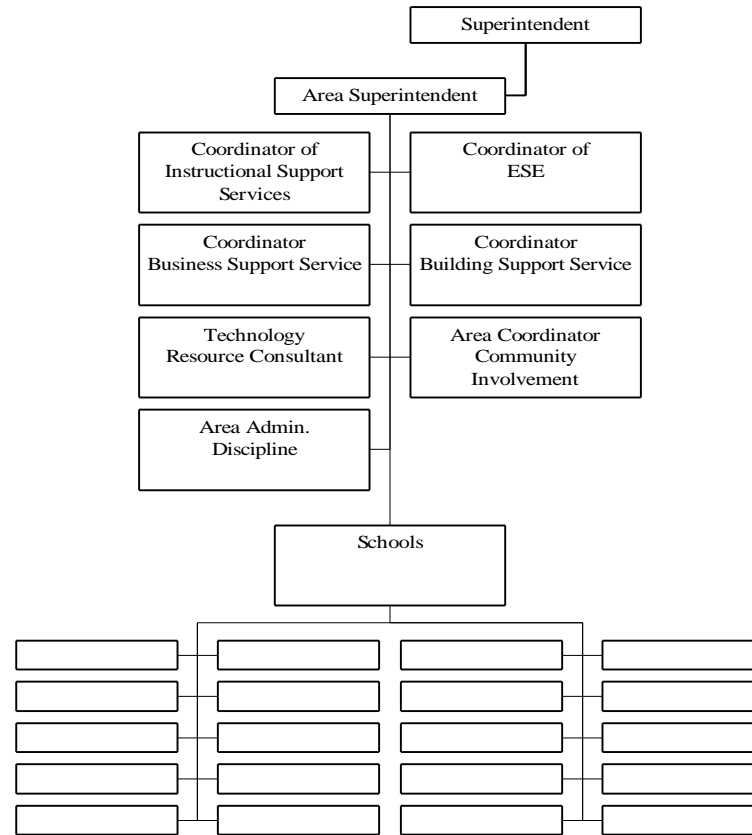 Superintendent
Area Superintendent
Coordinator of
Instructional Support
Services
Coordinator of
ESE
Coordinator
Business Support Service
Coordinator
Building Support Service
Technology
Resource Consultant
Area Coordinator
Community
Involvement
Area Admin.
Discipline
Schools